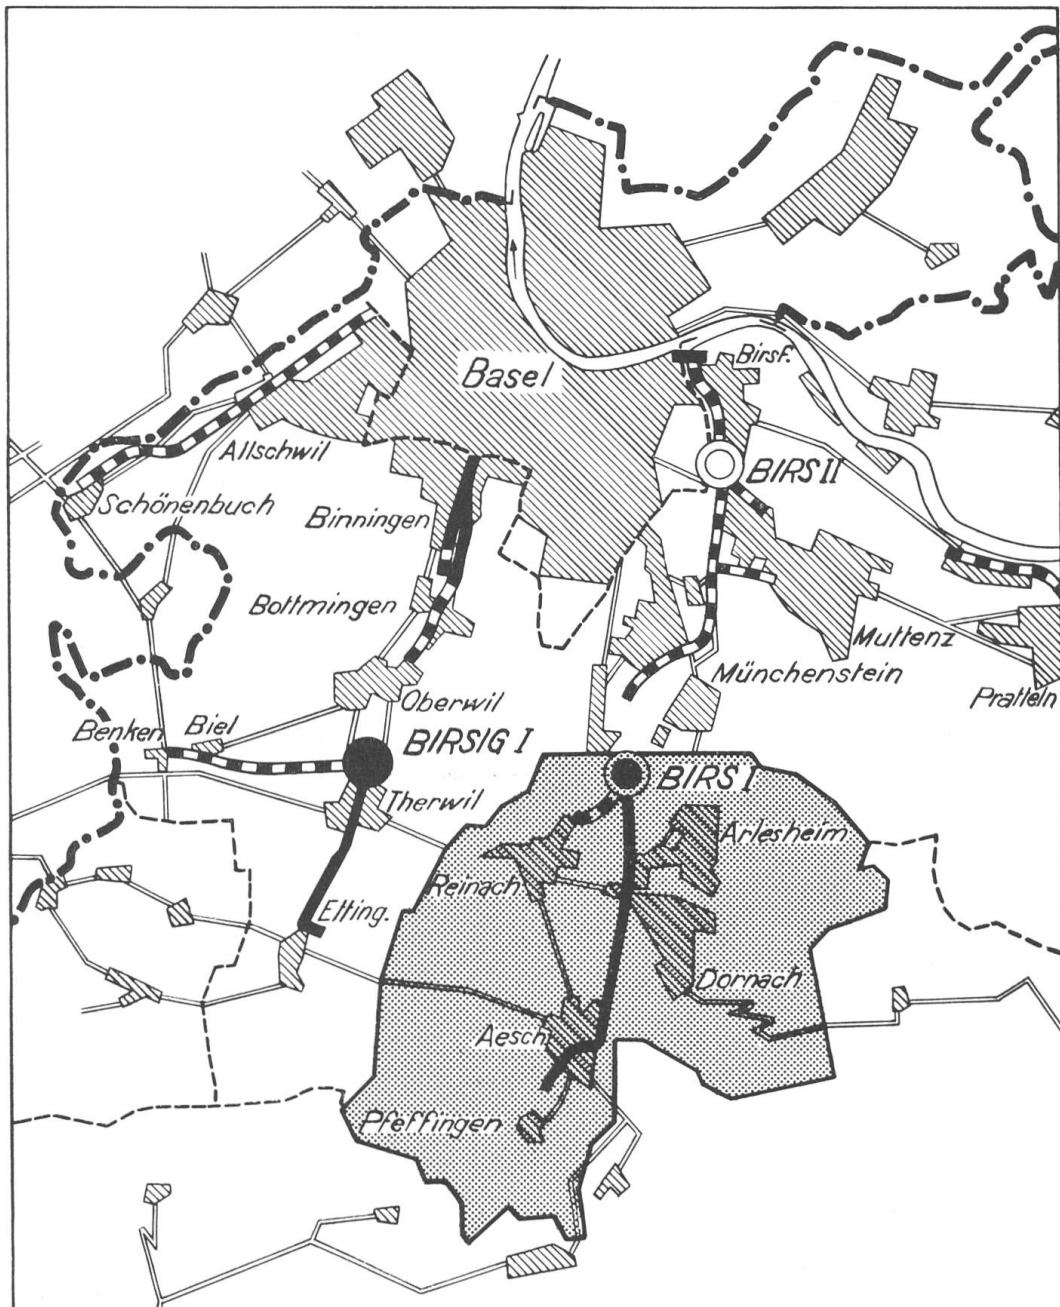 Basel
Birsf.
Allschwil
BIRS II
Schönenbuch
Binningen
Bottmingen
Muttenz
Münchenstein
Pratteln
Oberwil
Benken
Biel
BIRSIG I
BIRS I
Therwil
Arlesheim
Reinach
Etting.
Dornach
Aesch
Pfeffingen